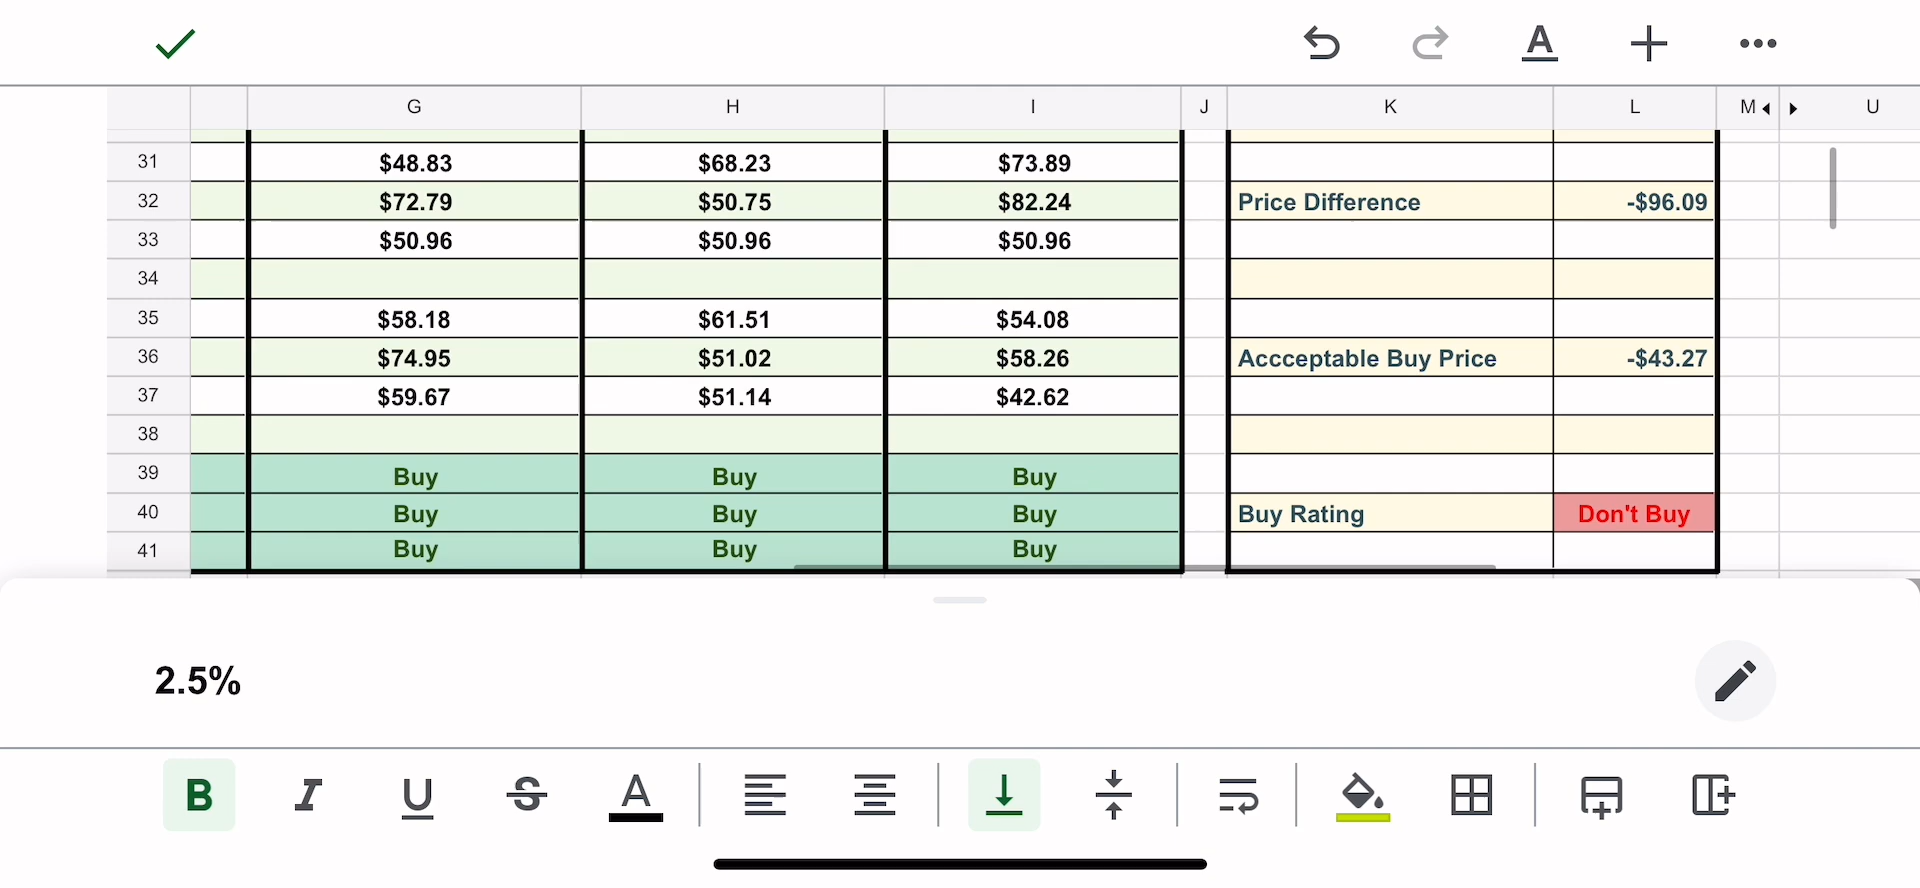 A
G H I J K L M U
31 $48.83 $68.23 $73.89
32 $72.79 $50.75 $82.24 Price Difference -$96.09
33 $50.96 $50.96 $50.96
34
35 $58.18 $61.51 $54.08
36 $74.95 $51.02 $58.26 Accceptable Buy Price -$43.27
37 $59.67 $51.14 $42.62
38
39 Buy Buy Buy
40 Buy Buy Buy Buy Rating Don't Buy
41 Buy Buy Buy
2.5%
B I U S A